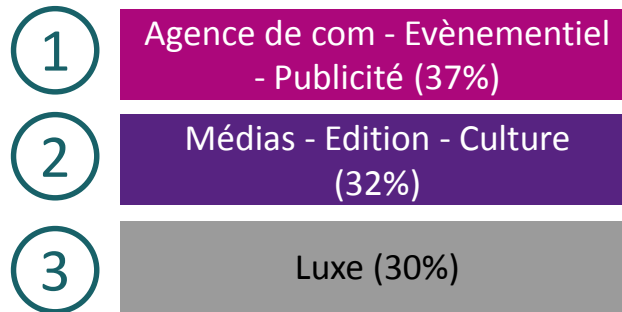 1
Agence de com - Evènementiel
- Publicité (37%)
2
Médias - Edition - Culture
(32%)
3
Luxe (30%)